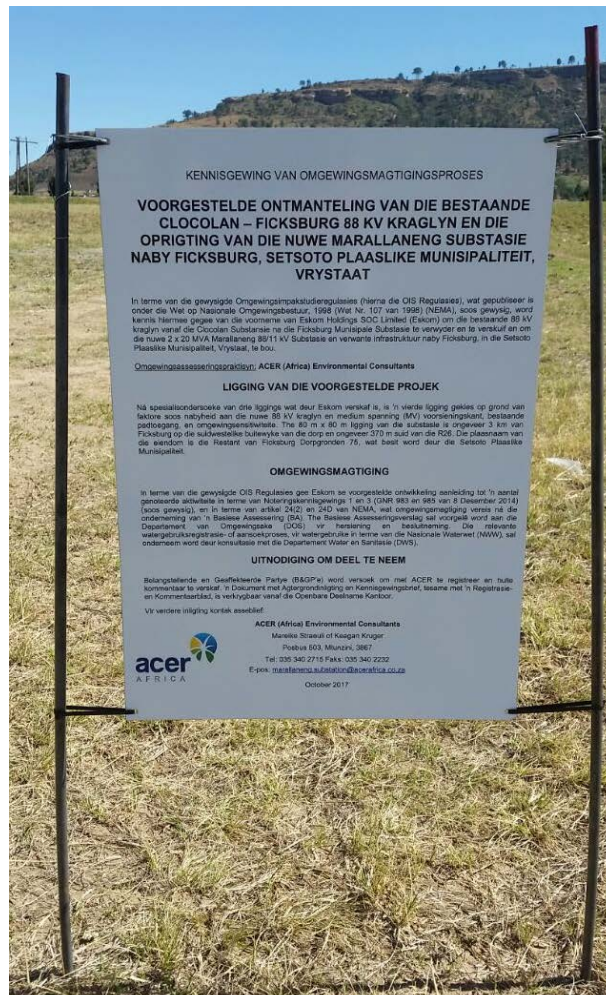 KENNISGEWING VAN OMGEWINGSMAGTIGINGSPROSES
VOORGESTELDE ONTMANTELING VAN DIE BESTAANDE
CLOCOLAN – FICKSBURG 88 KV KRAGLYN EN DIE
OPRIGTING VAN DIE NUWE MARALLANENG SUBSTASIE
NABY FICKSBURG, SETSOTO PLAASLIKE MUNISIPALITEIT,
VRYSTAAT
In terme van die gewysigde Omgewingsimpakstudieregulasies (hierna die OIS Regulasies), wat gepubliseer is
onder die Wet op Nasionale Omgewingsbestuur, 1998 (Wet Nr. 107 van 1998) (NEMA), soos gewysig, word
kennis hiermee gegee van die voorneme van Eskom Holdings SOC Limited (Eskom) om die bestaande 88 kV
kraglyn vanaf die Clocolan Substansie na die Ficksburg Munisipale Substasie te verwyder en te verskuif en om
die nuwe 2 x 20 MVA Marallaneng 88/11 kV Substasie en verwante infrastruktuur naby Ficksburg, in die Setsoto
Plaaslike Munisipaliteit, Vrystaat, te bou.
Omgewingsassesseringspraktisyn: ACER (Africa) Environmental Consultants
LIGGING VAN DIE VOORGESTELDE PROJEK
Ná spesialisondersoeke van drie liggings wat deur Eskom verskaf is, is 'n vierde ligging gekies op grond van
faktore soos nabyheid aan die nuwe 88 kV kraglyn en medium spanning (MV) voorsieningskant, bestaande
padtoegang, en omgewingsensitiwiteite. The 80 m x 80 m ligging van die substasie is ongeveer 3 km van
Ficksburg op die suidwestelike buitewyke van die dorp en ongeveer 370 m suid van die R26. Die plaasnaam van
die eiendom is die Restant van Ficksburg Dorpgronden 75, wat besit word deur die Setsoto Plaaslike
Munisipaliteit.
OMGEWINGSMAGTIGING
In terme van die gewysigde OIS Regulasies gee Eskom se voorgestelde ontwikkeling aanleiding tot 'n aantal
genoteerde aktiwiteite in terme van Noteringskennisgewings 1 en 3 (GNR 983 en 985 van 8 Desember 2014)
(soos gewysig), en in terme van artikel 24(2) en 24D van NEMA, wat omgewingsmagtiging vereis ná die
onderneming van 'n Basiese Assessering (BA). The Basiese Assesseringsverslag sal voorgelê word aan die
Departement van Omgewingsake (DOS) vir hersiening en besluitneming. Die relevante
watergebruiksregistrasie- of aansoekproses, vir watergebruike in terme van die Nasionale Waterwet (NWW), sal
onderneem word deur konsultasie met die Departement Water en Sanitasie (DWS).
UITNODIGING OM DEEL TE NEEM
Belangstellende en Geaffekteerde Partye (B&GP'e) word versoek om met ACER te registreer en hulle
kommentaar te verskaf. 'n Dokument met Agtergrondinligting en Kennisgewingsbrief, tesame met 'n Registrasie-
en Kommentaarblad, is verkrygbaar vanaf die Openbare Deelname Kantoor.
Vir verdere inligting kontak asseblief:
ACER (Africa) Environmental Consultants
Mareike Straeuli of Keagan Kruger
Posbus 503, Mtunzini, 3867
Tel: 035 340 2715 Faks: 035 340 2232
E-pos: marallaneng.substation@acerafrica.co.za
October 2017
acer
AFRICA